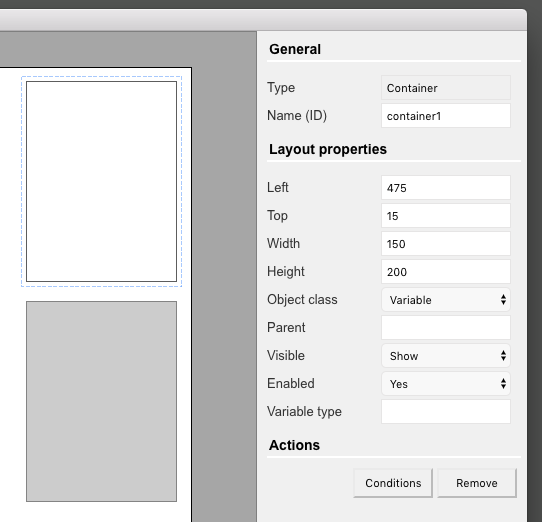 General
Type Container
Name (ID) container1
Layout properties
Left 475
Top 15
Width 150
Height 200
Object class Variable
Parent
Visible Show
Enabled Yes
Variable type
Actions
Conditions Remove